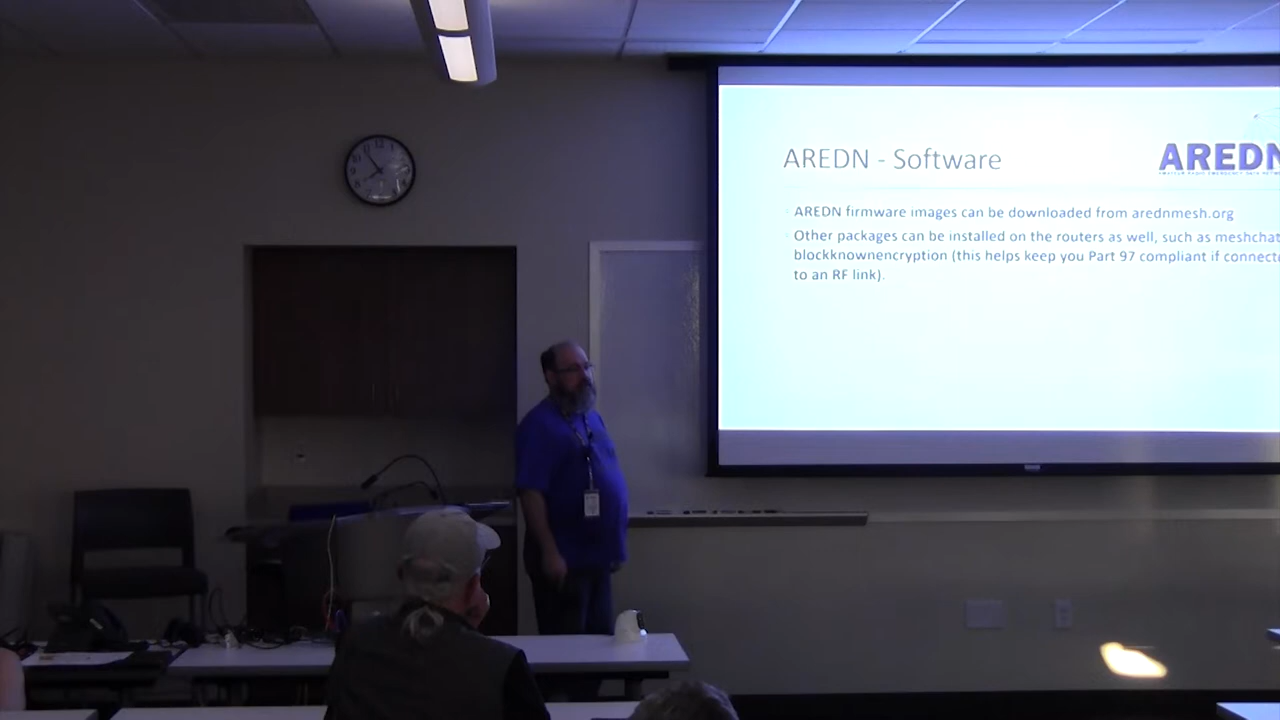 AREDN - Software
AREDN
AREDN firmware images can be downloaded from arednmesh.org
Other packages can be installed on the routers as well, such as meshchat
blockknownencryption (this helps keep you Part 97 compliant if connect
to an RF link).